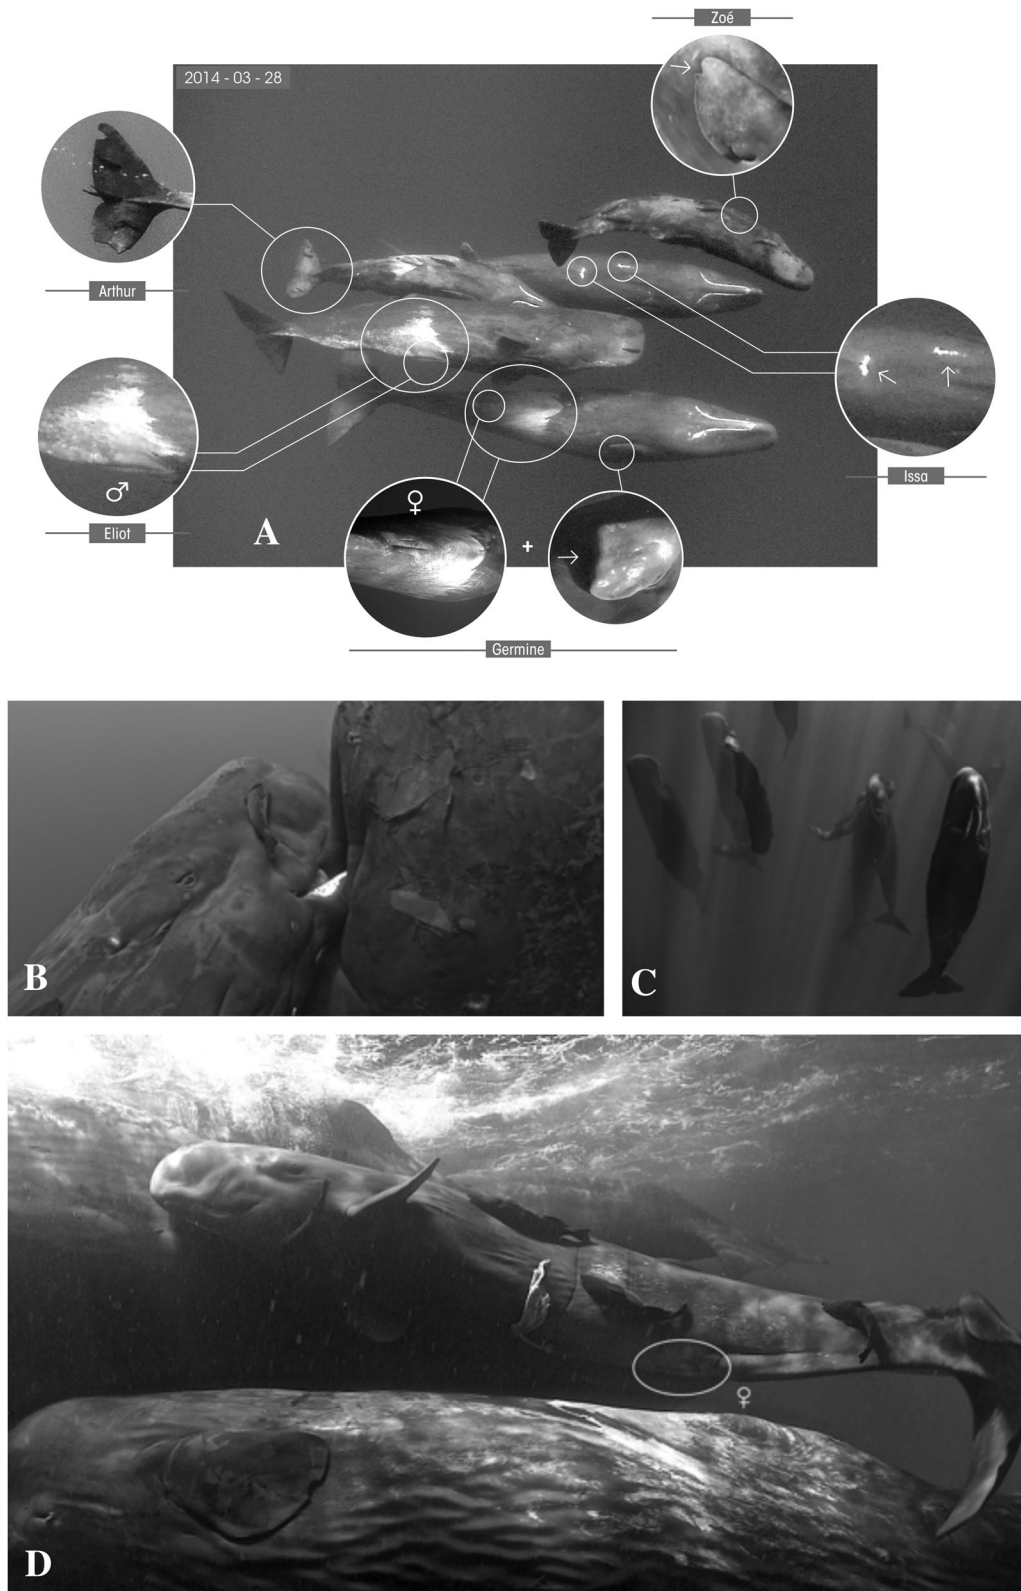 Zoé
2014 - 03 - 28
Arthur
Issa
♂
Eliot
♀
A
+
Germine
B
C
♀
D